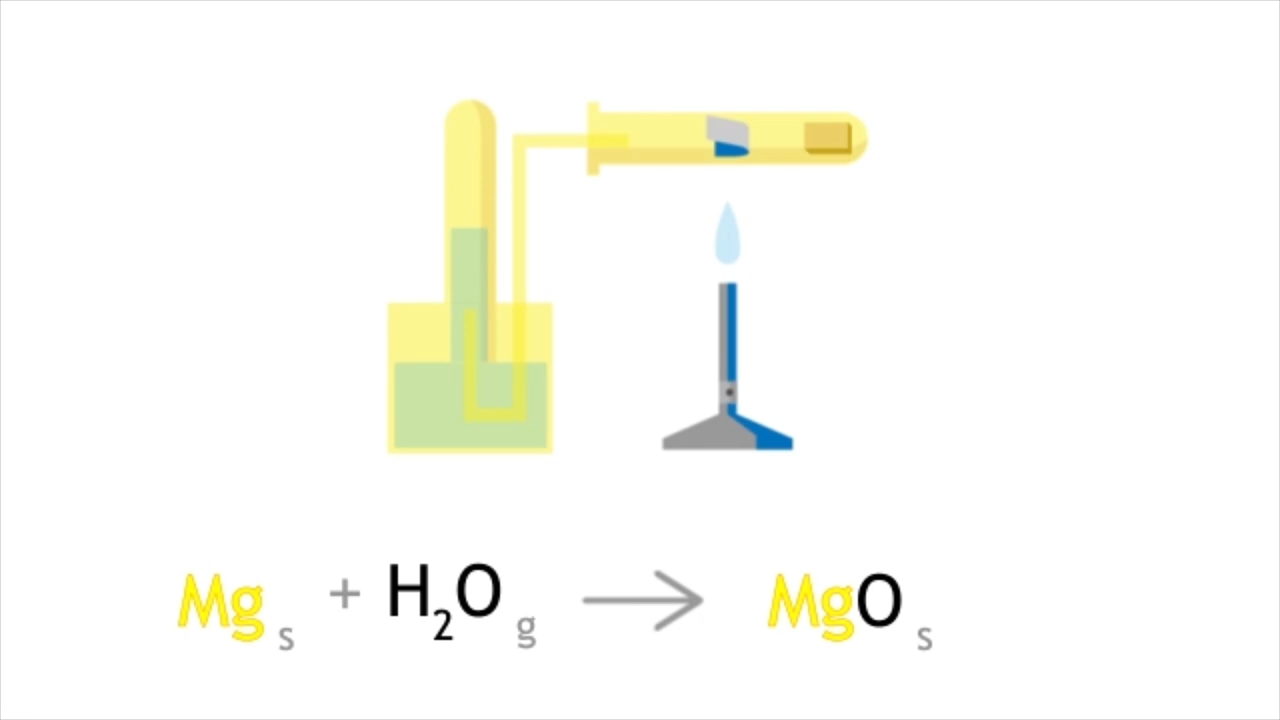 Mg s + H2O g → MgO s